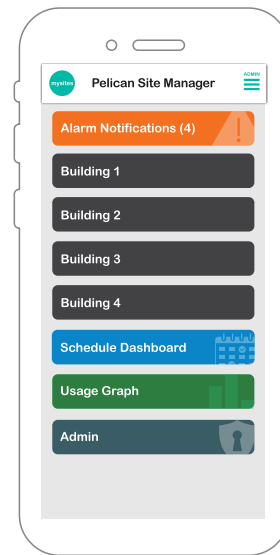 mysites
Pelican Site Manager
ADMIN
Alarm Notifications (4)
Building 1
Building 2
Building 3
Building 4
Schedule Dashboard
Usage Graph
Admin